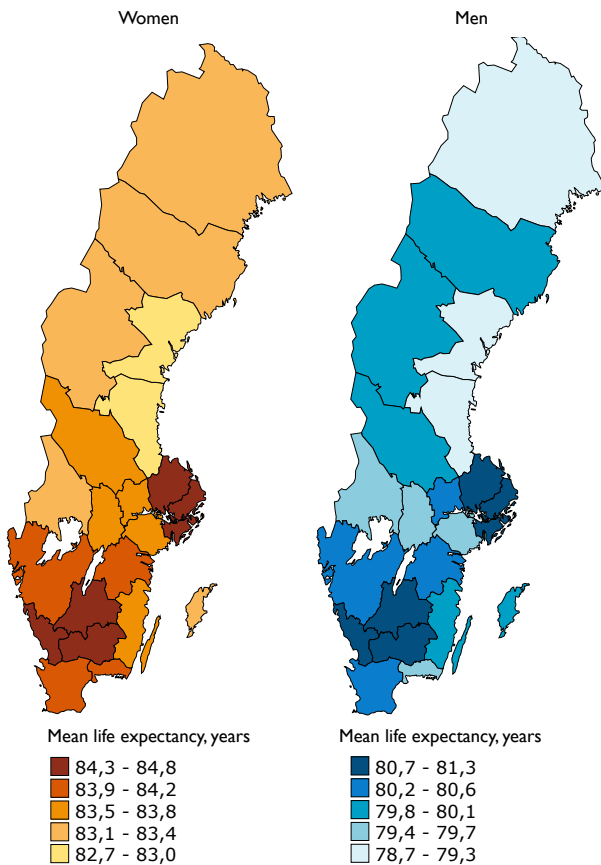 Women
Men
Mean life expectancy, years
84,3 - 84,8
83,9 - 84,2
83,5 - 83,8
83,1 - 83,4
82,7 - 83,0
Mean life expectancy, years
80,7 - 81,3
80,2 - 80,6
79,8 - 80,1
79,4 - 79,7
78,7 - 79,3